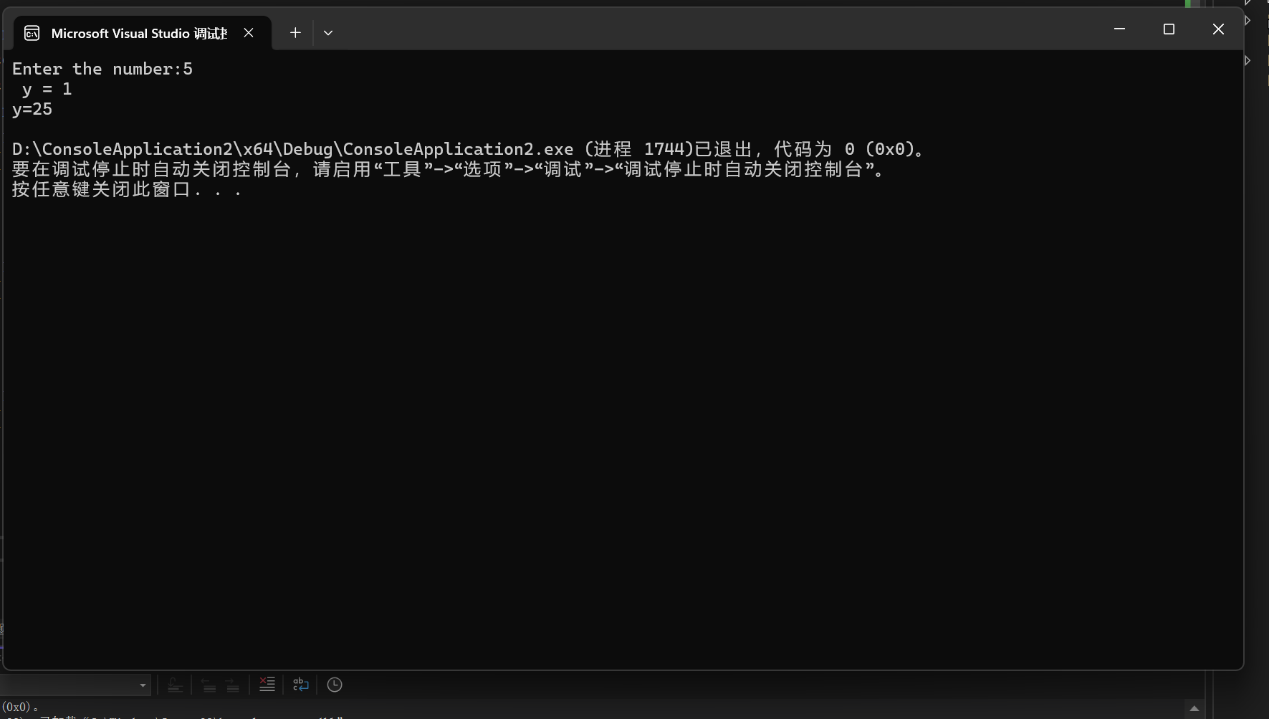 Microsoft Visual Studio 调试
Enter the number:5
y = 1
y=25
D:\ConsoleApplication2\x64\Debug\ConsoleApplication2.exe (进程 1744)已退出，代码为 0 (0x0)。
要在调试停止时自动关闭控制台，请启用“工具”->“选项”->“调试”->“调试停止时自动关闭控制台”。
按任意键关闭此窗口. . .
(0x0)。